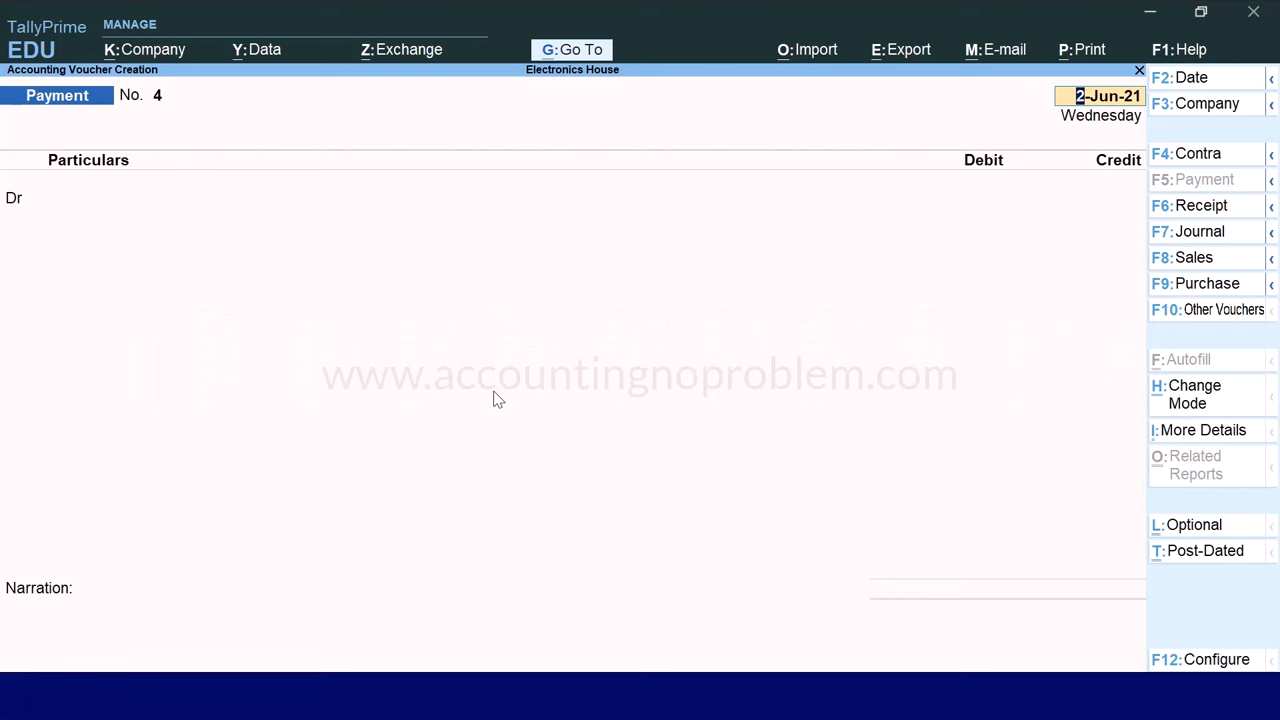 TallyPrime MANAGE
EDU K:Company Y:Data Z:Exchange G:Go To O:Import E:Export M:E-mail P:Print F1:Help
Accounting Voucher Creation Electronics House
Payment No. 4 2-Jun-21
Wednesday
Particulars Debit Credit
Dr
www.accountingnoproblem.com
Narration:
F2:Date
F3:Company
F4:Contra
F5:Payment
F6:Receipt
F7:Journal
F8:Sales
F9:Purchase
F10:Other Vouchers
F:Autofill
H:Change
Mode
I:More Details
O:Related
Reports
L:Optional
T:Post-Dated
F12:Configure